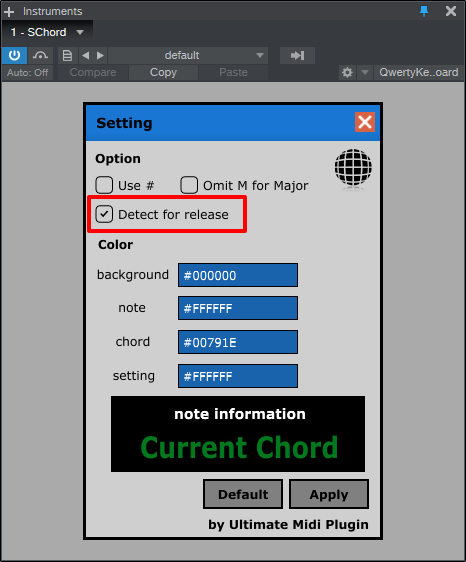 Instruments
1 - SChord
default
Auto: Off Compare Copy Paste QwertyKe..oard
Setting
Option
Use # Omit M for Major
Detect for release
Color
background #000000
note #FFFFFF
chord #00791E
setting #FFFFFF
note information
Current Chord
Default Apply
by Ultimate Midi Plugin